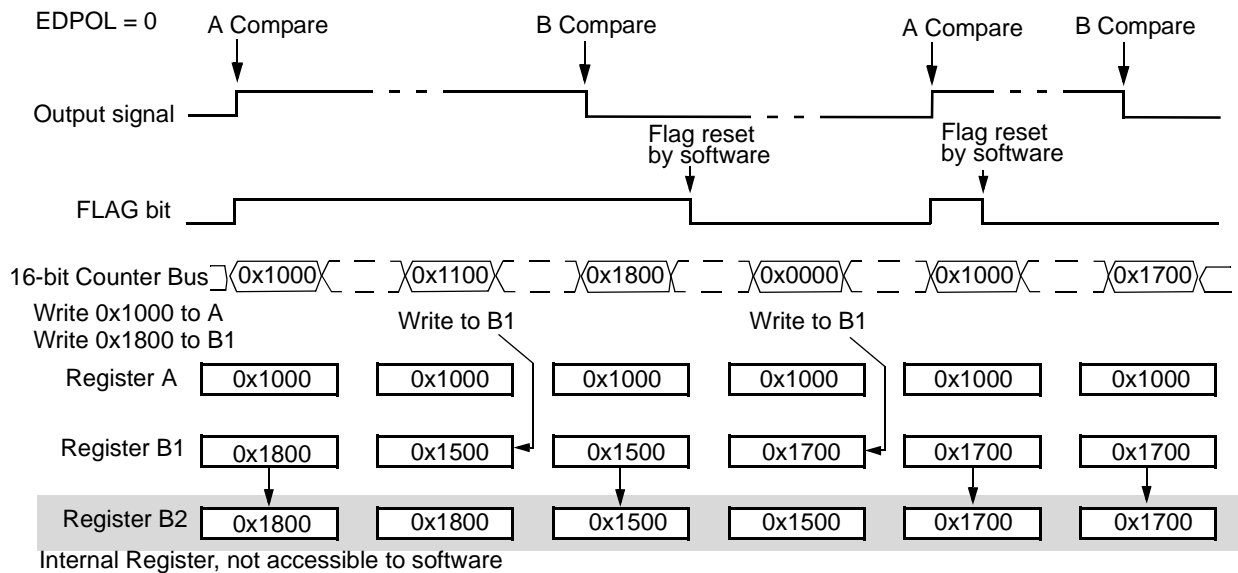 EDPOL = 0
A Compare
B Compare
A Compare
B Compare
Output signal
Flag reset
by software
Flag reset
by software
FLAG bit
16-bit Counter Bus
0x1000
0x1100
0x1800
0x0000
0x1000
0x1700
Write 0x1000 to A
Write 0x1800 to B1
Write to B1
Write to B1
Register A
0x1000
0x1000
0x1000
0x1000
0x1000
0x1000
Register B1
0x1800
0x1500
0x1500
0x1700
0x1700
0x1700
Register B2
0x1800
0x1800
0x1500
0x1500
0x1700
0x1700
Internal Register, not accessible to software